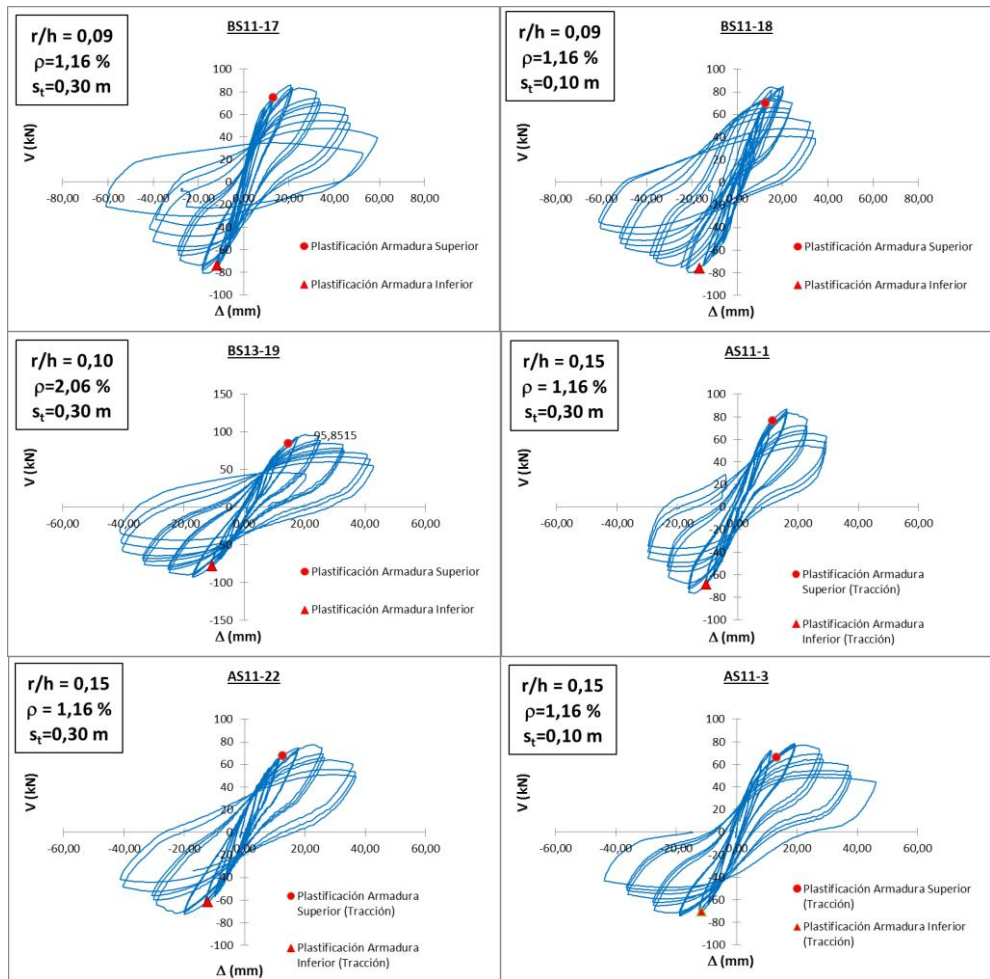 BS11-17
r/h = 0,09
ρ=1,16 %
sₜ=0,30 m
V (kN)
100
80
60
40
20
0
-20
-40
-60
-80
-100
-80,00 -60,00 -40,00 -20,00 0,00 20,00 40,00 60,00 80,00
Plastificación Armadura Superior
Plastificación Armadura Inferior
Δ (mm)
BS11-18
r/h = 0,09
ρ=1,16 %
sₜ=0,10 m
V (kN)
100
80
60
40
20
0
-20
-40
-60
-80
-100
-80,00 -60,00 -40,00 -20,00 0,00 20,00 40,00 60,00 80,00
Plastificación Armadura Superior
Plastificación Armadura Inferior
Δ (mm)
BS13-19
r/h = 0,10
ρ=2,06 %
sₜ=0,30 m
V (kN)
150
100
95,8515
50
0
-50
-100
-150
-60,00 -40,00 -20,00 0,00 20,00 40,00 60,00
Plastificación Armadura Superior
Plastificación Armadura Inferior
Δ (mm)
AS11-1
r/h = 0,15
ρ = 1,16 %
sₜ=0,30 m
V (kN)
100
80
60
40
20
0
-20
-40
-60
-80
-100
-60,00 -40,00 -20,00 0,00 20,00 40,00 60,00
Plastificación Armadura
Superior (Tracción)
Plastificación Armadura
Inferior (Tracción)
Δ (mm)
AS11-22
r/h = 0,15
ρ = 1,16 %
sₜ=0,30 m
V (kN)
100
80
60
40
20
0
-20
-40
-60
-80
-100
-60,00 -40,00 -20,00 0,00 20,00 40,00 60,00
Plastificación Armadura
Superior (Tracción)
Plastificación Armadura
Inferior (Tracción)
Δ (mm)
AS11-3
r/h = 0,15
ρ=1,16 %
sₜ=0,10 m
V (kN)
100
80
60
40
20
0
-20
-40
-60
-80
-100
-60,00 -40,00 -20,00 0,00 20,00 40,00 60,00
Plastificación Armadura Superior
(Tracción)
Plastificación Armadura Inferior
(Tracción)
Δ (mm)